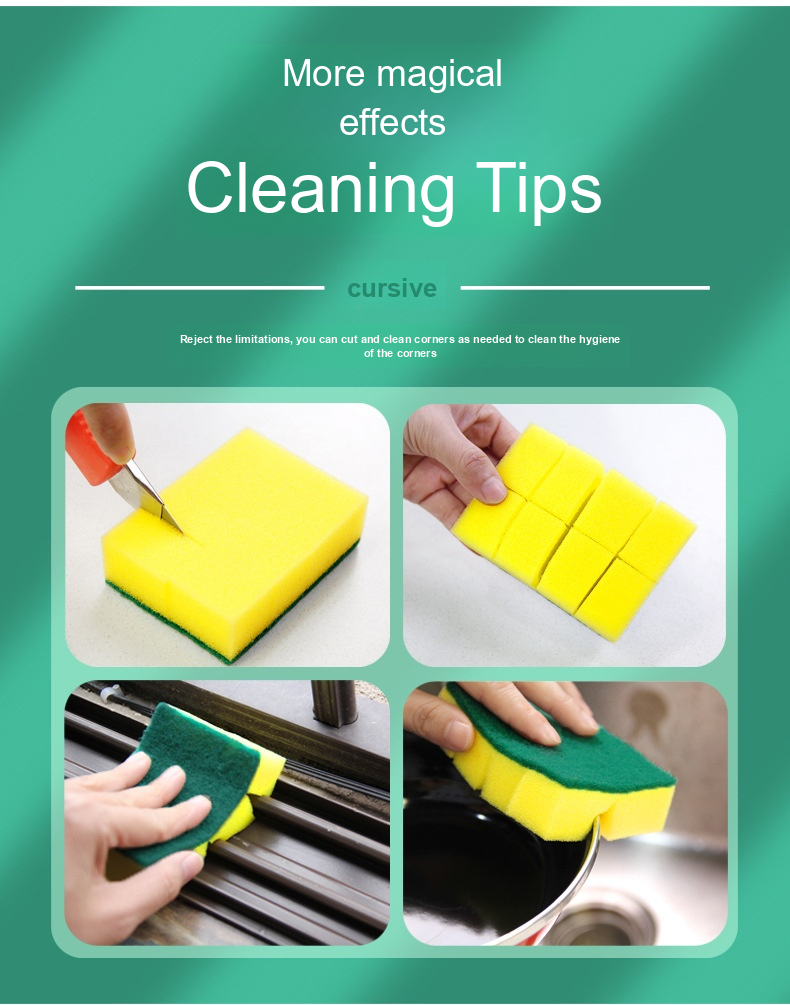 More magical
effects
Cleaning Tips
cursive
Reject the limitations, you can cut and clean corners as needed to clean the hygiene
of the corners